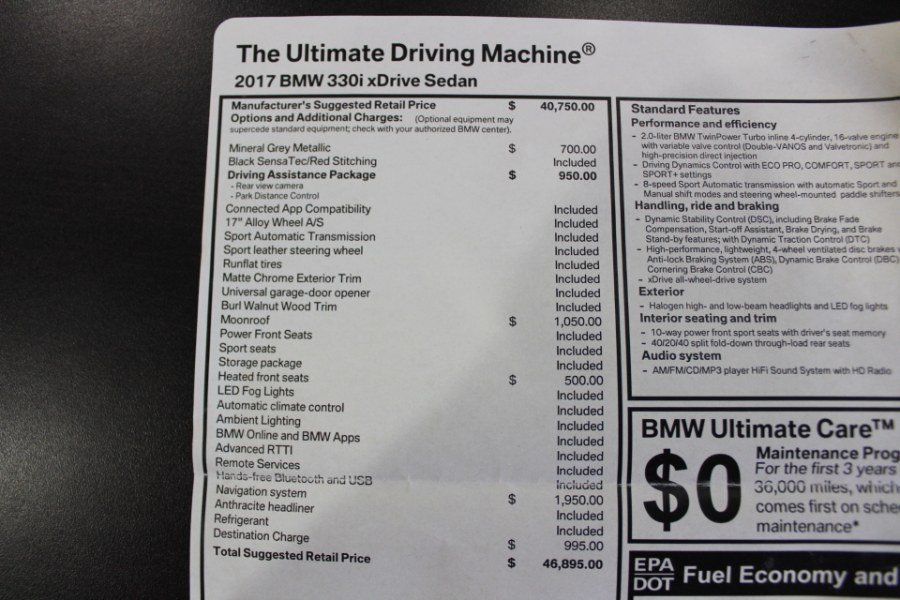 The Ultimate Driving Machine®
2017 BMW 330i xDrive Sedan
Manufacturer's Suggested Retail Price $ 40,750.00
Options and Additional Charges: (Optional equipment may
supercede standard equipment; check with your authorized BMW center).
Mineral Grey Metallic $ 700.00
Black SensaTec/Red Stitching Included
Driving Assistance Package $ 950.00
- Rear view camera
- Park Distance Control
Connected App Compatibility Included
17" Alloy Wheel A/S Included
Sport Automatic Transmission Included
Sport leather steering wheel Included
Runflat tires Included
Matte Chrome Exterior Trim Included
Universal garage-door opener Included
Burl Walnut Wood Trim Included
Moonroof $ 1,050.00
Power Front Seats Included
Sport seats Included
Storage package Included
Heated front seats $ 500.00
LED Fog Lights Included
Automatic climate control Included
Ambient Lighting Included
BMW Online and BMW Apps Included
Advanced RTTI Included
Remote Services Included
Hands-free Bluetooth and USB Included
Navigation system $ 1,950.00
Anthracite headliner Included
Refrigerant Included
Destination Charge $ 995.00
Total Suggested Retail Price $ 46,895.00
Standard Features
Performance and efficiency
- 2.0-liter BMW TwinPower Turbo inline 4-cylinder, 16-valve engine
with variable valve control (Double-VANOS and Valvetronic) and
high-precision direct injection
- Driving Dynamics Control with ECO PRO, COMFORT, SPORT and
SPORT+ settings
- 8-speed Sport Automatic transmission with automatic Sport and
Manual shift modes and steering wheel-mounted paddle shifters
Handling, ride and braking
- Dynamic Stability Control (DSC), including Brake Fade
Compensation, Start-off Assistant, Brake Drying, and Brake
Stand-by features; with Dynamic Traction Control (DTC)
- High-performance, lightweight, 4-wheel ventilated disc brakes
Anti-lock Braking System (ABS), Dynamic Brake Control (DBC)
Cornering Brake Control (CBC)
- xDrive all-wheel-drive system
Exterior
- Halogen high- and low-beam headlights and LED fog lights
Interior seating and trim
- 10-way power front sport seats with driver's seat memory
- 40/20/40 split fold-down through-load rear seats
Audio system
- AM/FM/CD/MP3 player HiFi Sound System with HD Radio
BMW Ultimate Care™
$0
Maintenance Prog
For the first 3 years
36,000 miles, which
comes first on sche
maintenance*
EPA
DOT Fuel Economy and